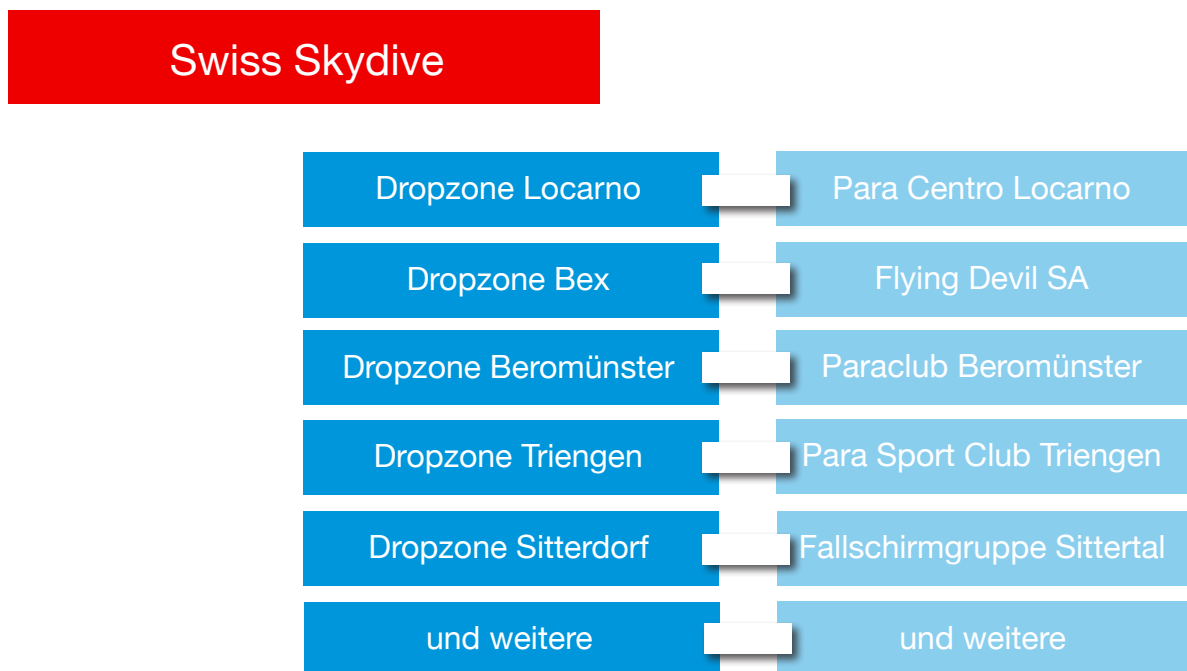 Swiss Skydive
Dropzone Locarno
Para Centro Locarno
Dropzone Bex
Flying Devil SA
Dropzone Beromünster
Paraclub Beromünster
Dropzone Triengen
Para Sport Club Triengen
Dropzone Sitterdorf
Fallschirmgruppe Sittertal
und weitere
und weitere